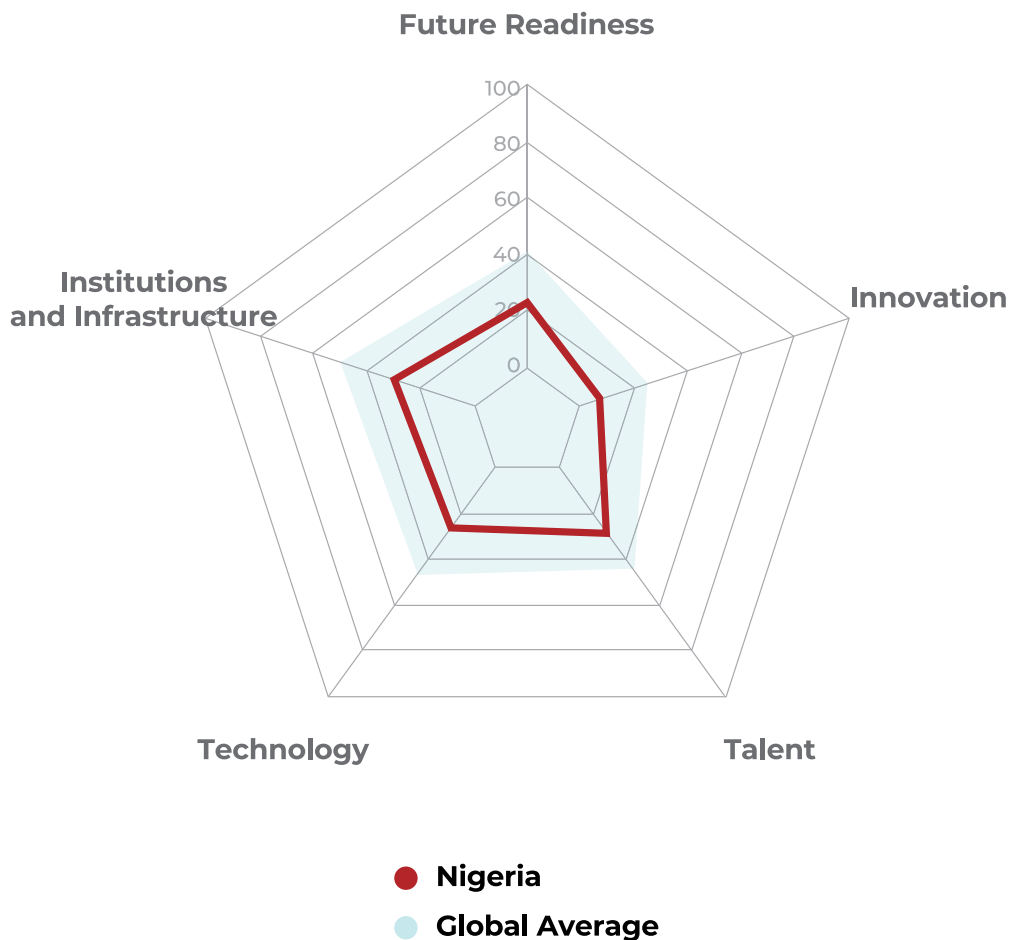 Future Readiness
100
80
60
40
20
0
Institutions
and Infrastructure
Innovation
Technology
Talent
Nigeria
Global Average